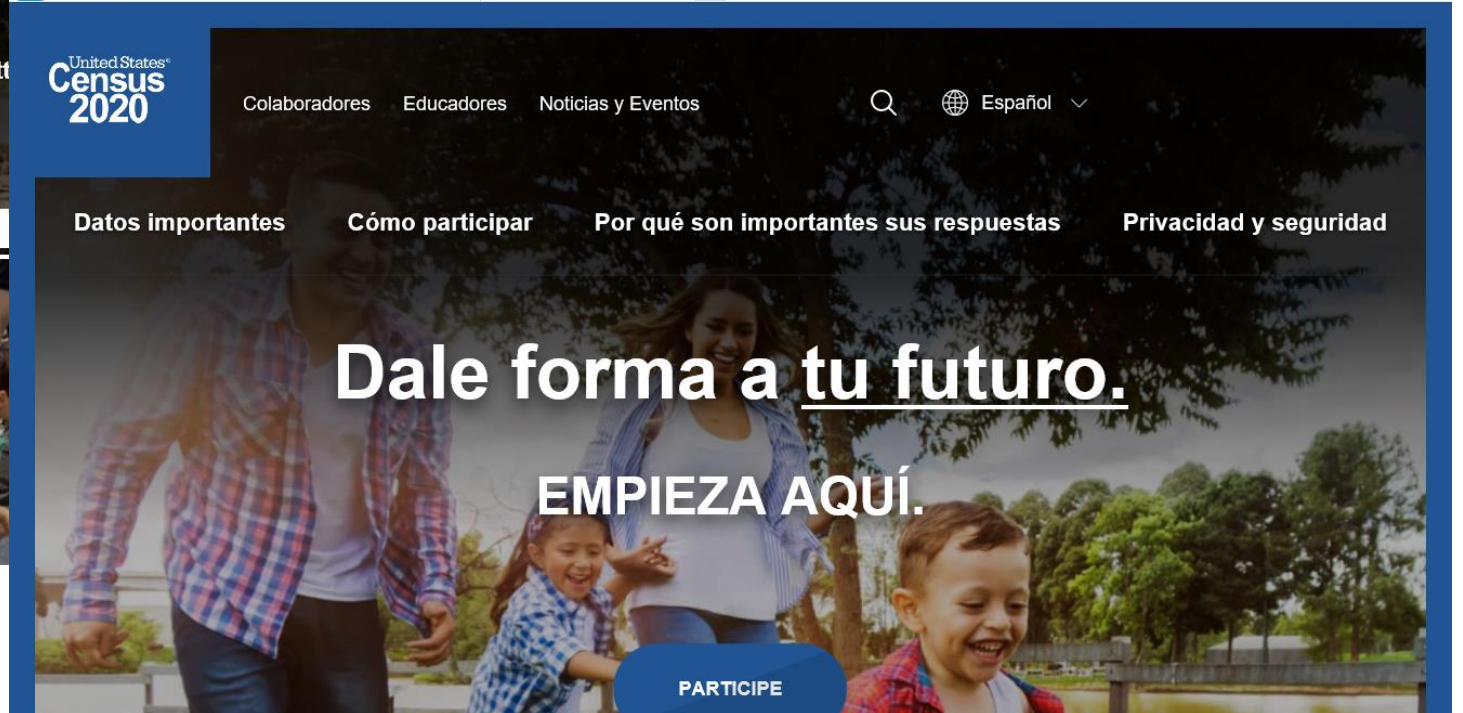 United States®
Census
2020
Colaboradores Educadores Noticias y Eventos Español
Datos importantes Cómo participar Por qué son importantes sus respuestas Privacidad y seguridad
Dale forma a tu futuro.
EMPIEZA AQUÍ.
PARTICIPE